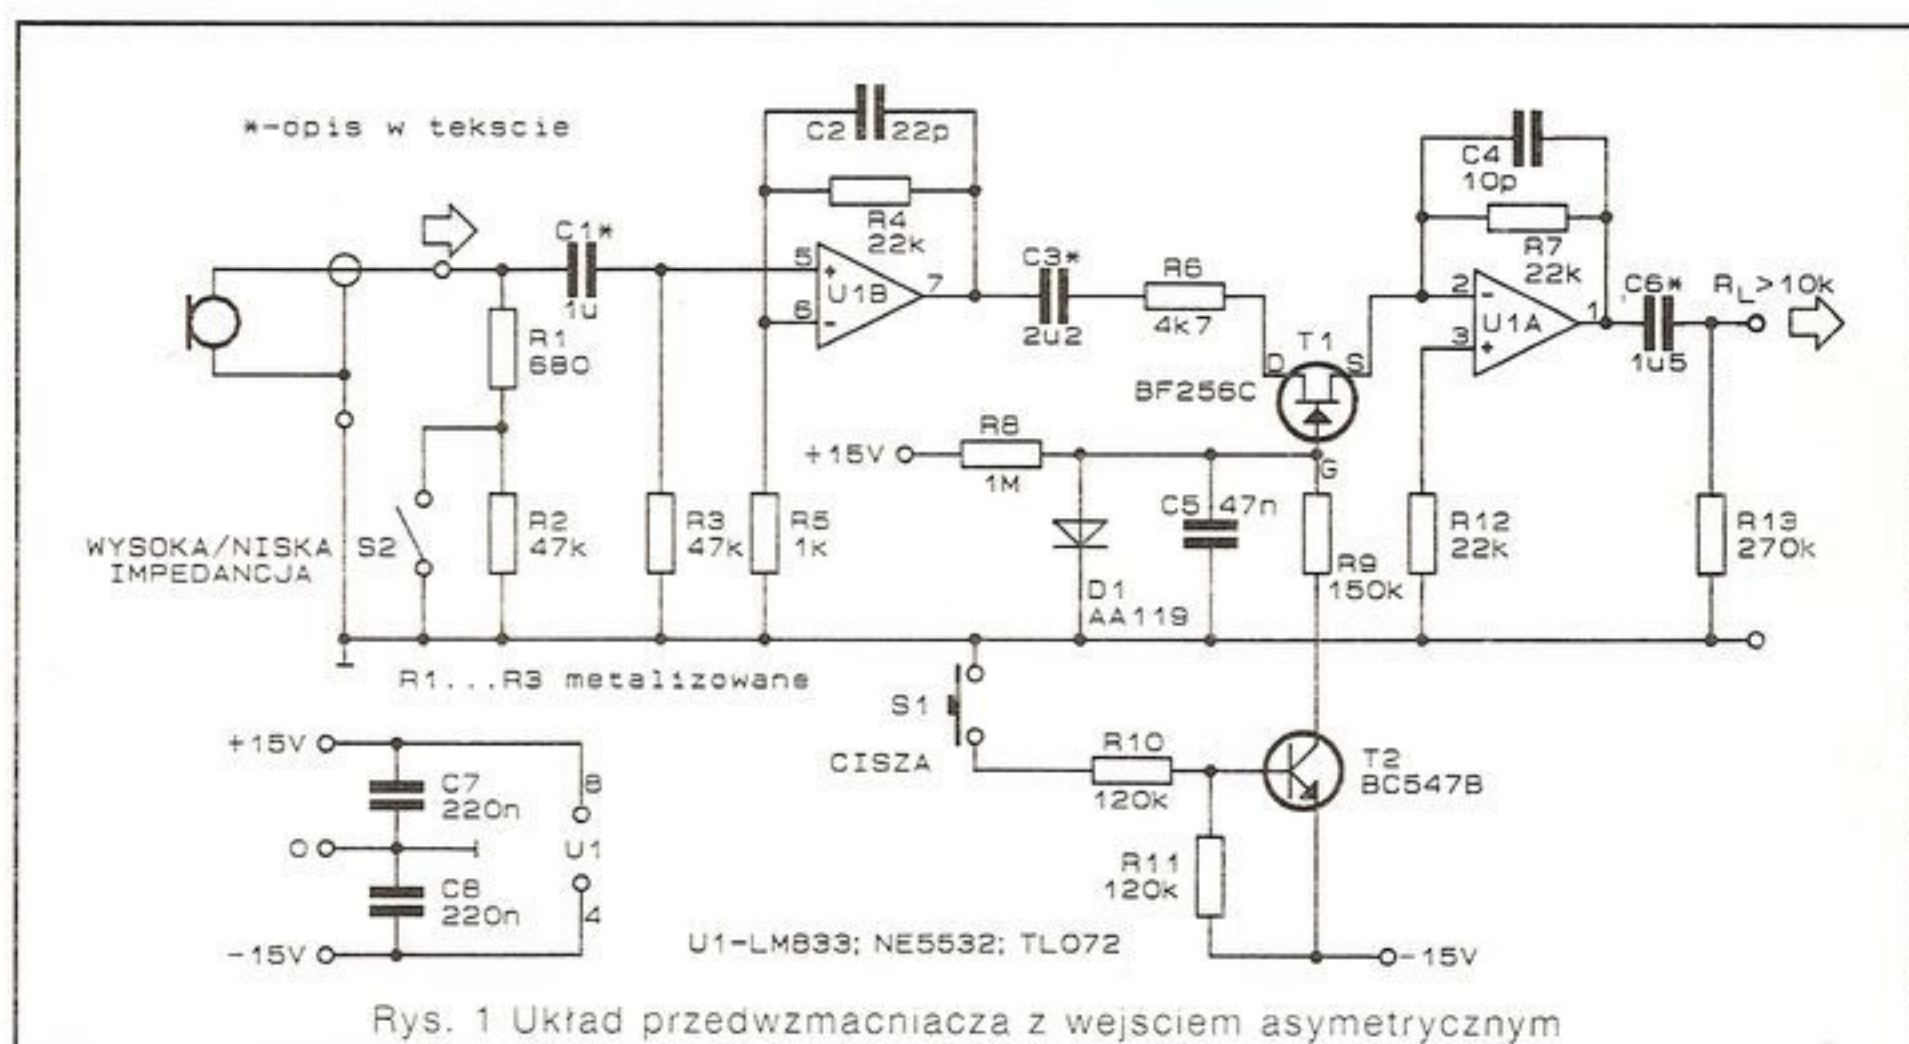 *-opis w tekscie
C2 22p
R4
22k
C4
10p
R7
22k
C1*
1u
5
+
U1B
7
6
-
C3*
2u2
R6
4k7
T1
D
S
BF256C
G
2
-
U1A
1
3
+
C6*
1u5
RL>10k
R1
680
+15V
R8
1M
C5 47n
WYSOKA/NISKA S2
IMPEDANCJA
R2
47k
R3
47k
R5
1k
D1
AA119
R9
150k
R12
22k
R13
270k
R1...R3 metalizowane
S1
CISZA
R10
120k
T2
BC547B
R11
120k
-15V
+15V
C7
220n
8
0
U1
C8
220n
4
-15V
U1-LM833; NE5532; TL072
Rys. 1 Układ przedwzmacniacza z wejsciem asymetrycznym